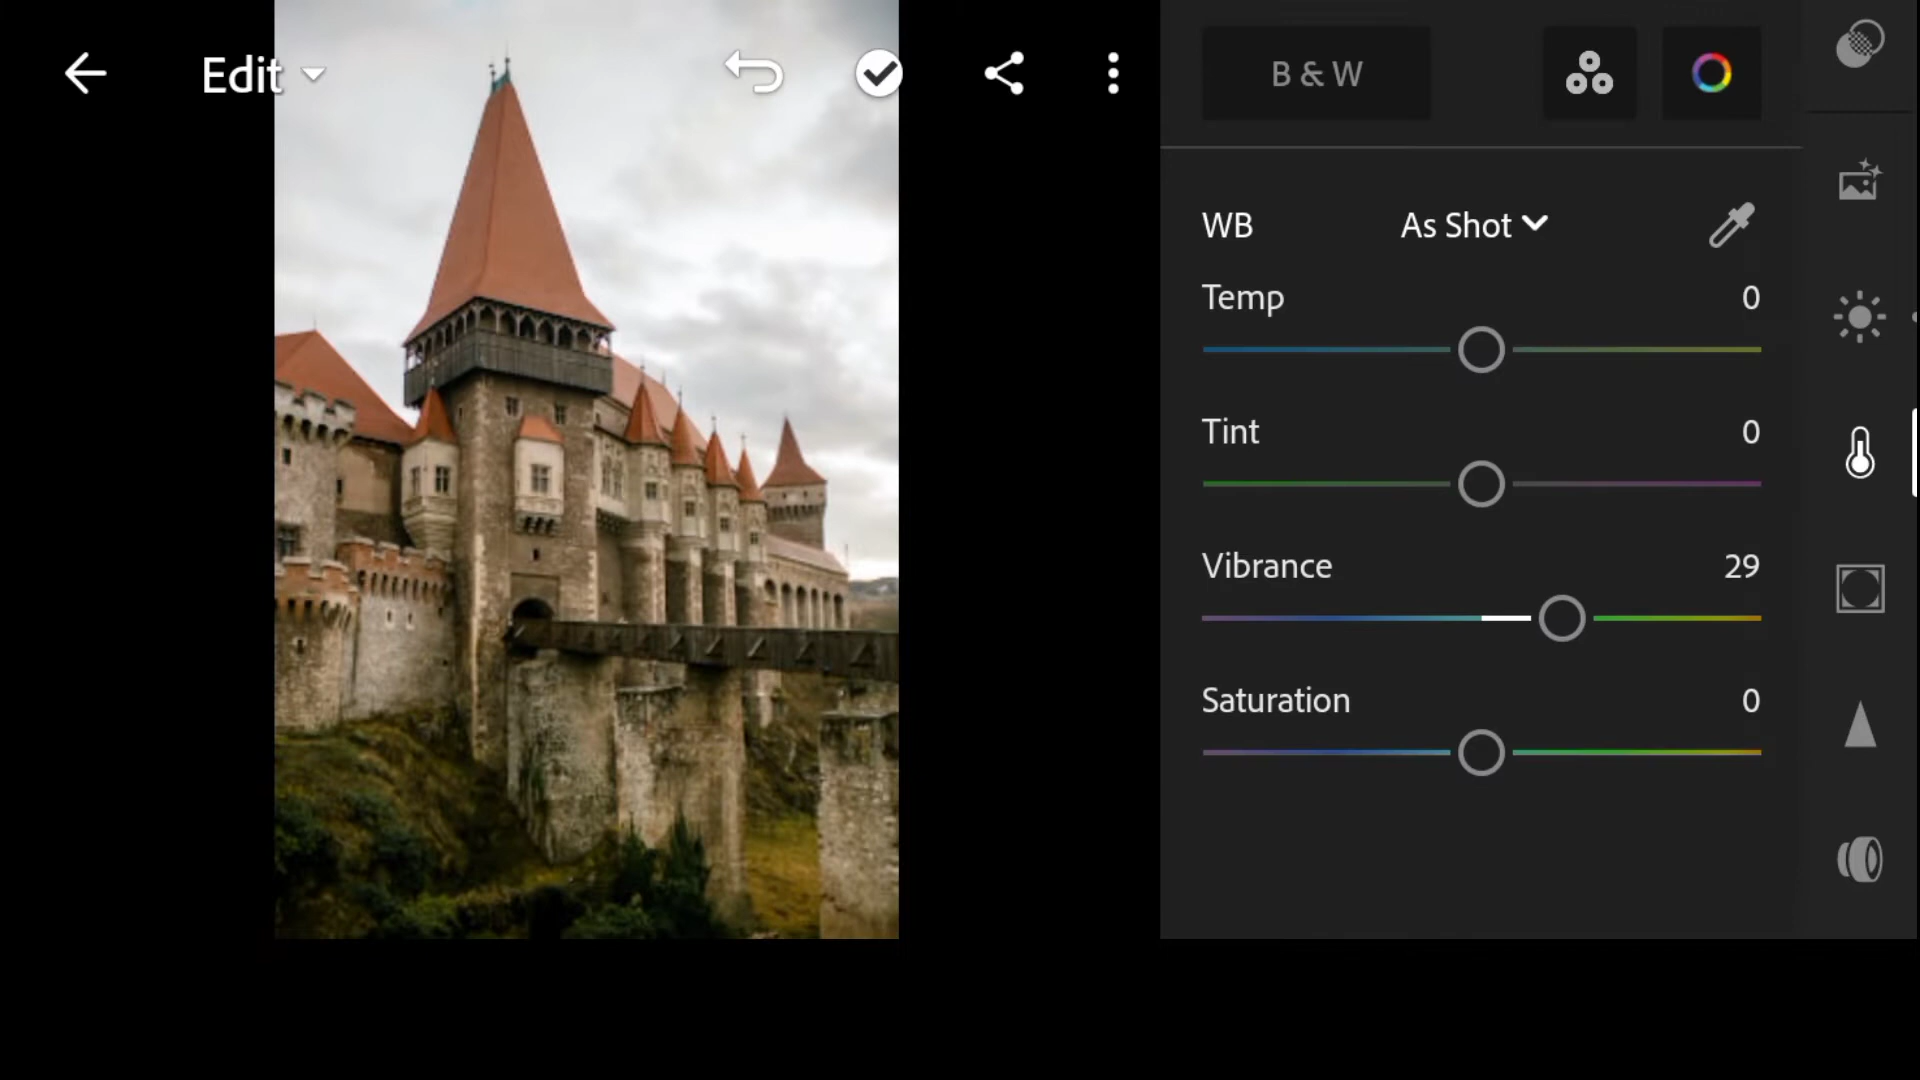 Edit
B & W
WB As Shot
Temp 0
Tint 0
Vibrance 29
Saturation 0